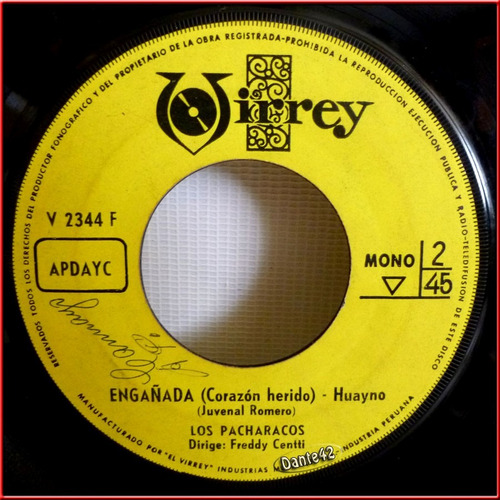 RESERVADOS TODOS LOS DERECHOS DEL PRODUCTOR FONOGRAFICO Y DEL PROPIETARIO DE LA OBRA REGISTRADA-PROHIBIDA LA REPRODUCCION EJECUCION PUBLICA Y RADIO-TELEDIFUSION DE ESTE DISCO
Virrey
V 2344 F
APDAYC
MONO
2
45
ENGAÑADA (Corazón herido) - Huayno
(Juvenal Romero)
LOS PACHARACOS
Dirige: Freddy Centti
MANUFACTURADO POR "EL VIRREY" INDUSTRIAS
INDUSTRIA PERUANA
Dante42